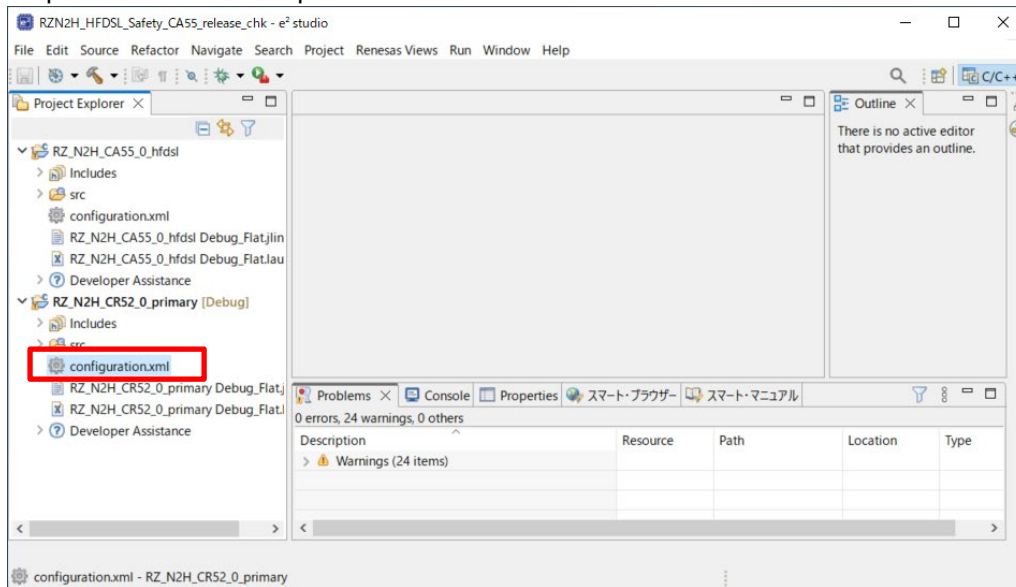 RZN2H_HFDSL_Safety_CA55_release_chk - e² studio
File Edit Source Refactor Navigate Search Project Renesas Views Run Window Help
C/C++
Project Explorer
Outline
There is no active editor that provides an outline.
RZ_N2H_CA55_0_hfdsl
Includes
src
configuration.xml
RZ_N2H_CA55_0_hfdsl Debug_Flat.jlin
RZ_N2H_CA55_0_hfdsl Debug_Flat.lau
Developer Assistance
RZ_N2H_CR52_0_primary [Debug]
Includes
src
configuration.xml
RZ_N2H_CR52_0_primary Debug_Flat.j
RZ_N2H_CR52_0_primary Debug_Flat.l
Developer Assistance
Problems Console Properties スマート・ブラウザー スマート・マニュアル
0 errors, 24 warnings, 0 others
Description Resource Path Location Type
Warnings (24 items)
configuration.xml - RZ_N2H_CR52_0_primary